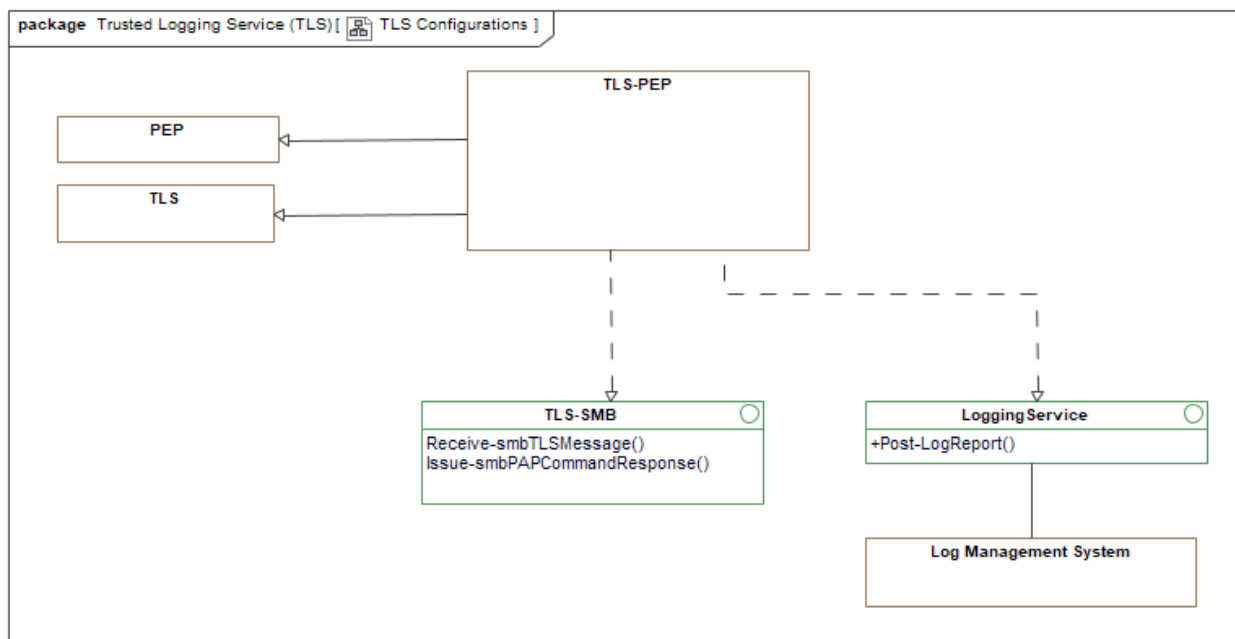 package Trusted Logging Service (TLS)[ TLS Configurations ]
TLS-PEP
PEP
TLS
TLS-SMB
Receive-smbTLSMessage()
Issue-smbPAPCommandResponse()
LoggingService
+Post-LogReport()
Log Management System